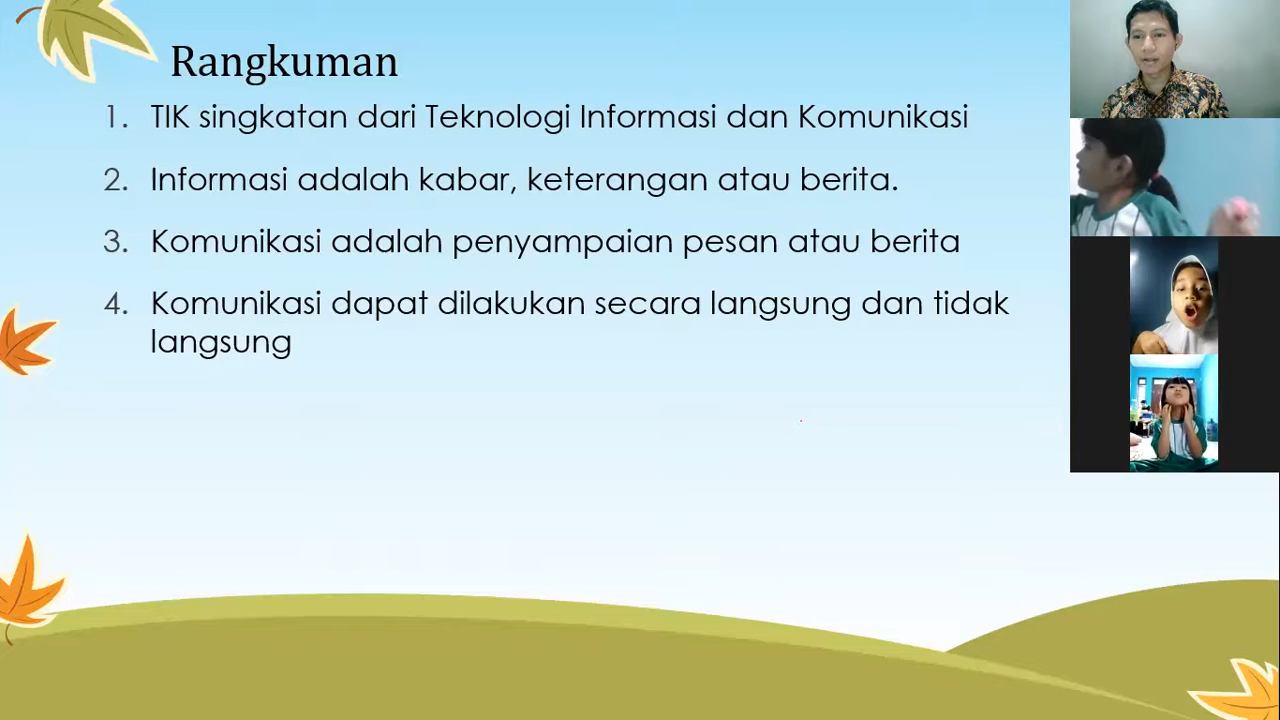 Rangkuman
1. TIK singkatan dari Teknologi Informasi dan Komunikasi
2. Informasi adalah kabar, keterangan atau berita.
3. Komunikasi adalah penyampaian pesan atau berita
4. Komunikasi dapat dilakukan secara langsung dan tidak
langsung